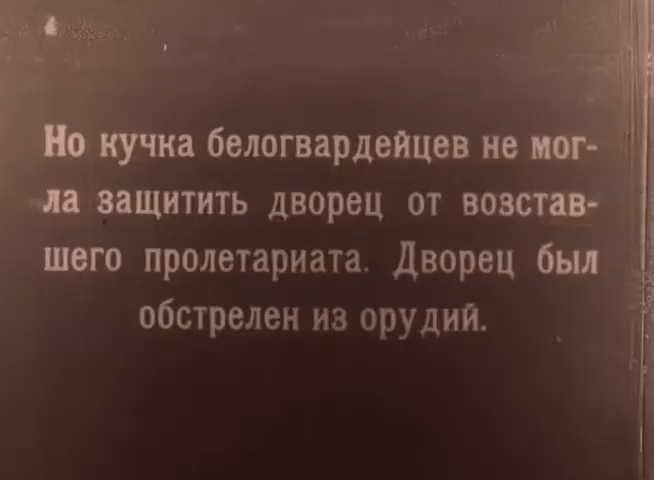 Но кучка белогвардейцев не мог-
ла защитить дворец от возстав-
шего пролетариата. Дворец был
обстрелен из орудий.